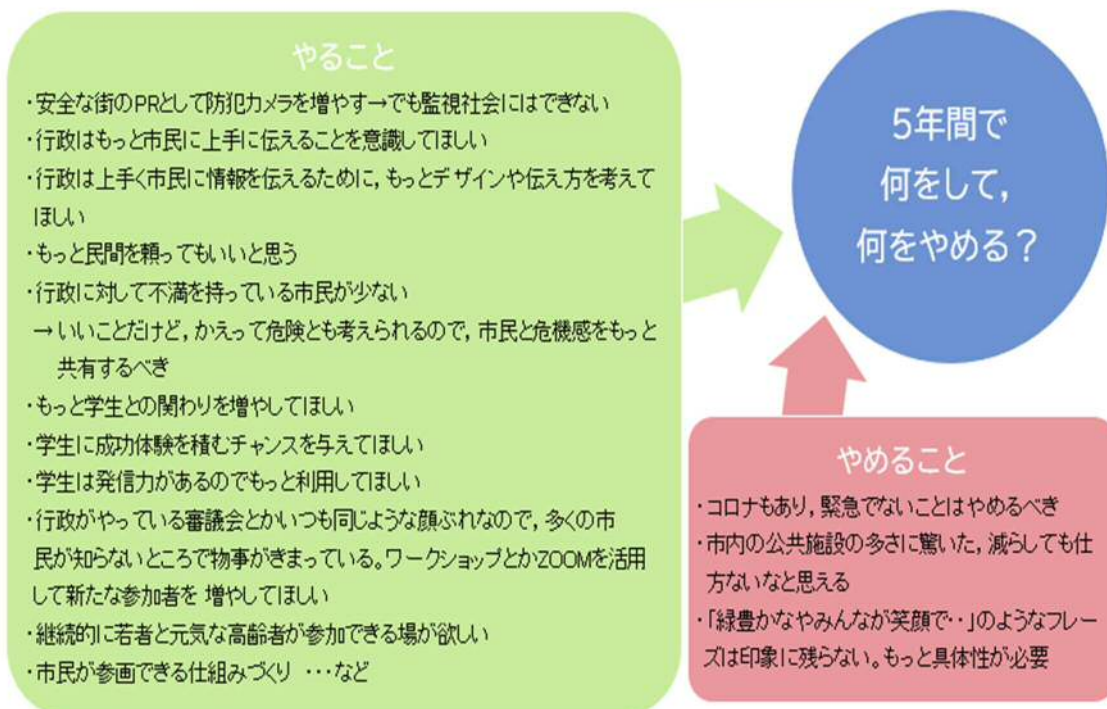 やること
・安全な街のPRとして防犯カメラを増やす→でも監視社会にはできない
・行政はもっと市民に上手に伝えることを意識してほしい
・行政は上手く市民に情報を伝えるために，もっとデザインや伝え方を考えて
ほしい
・もっと民間を頼ってもいいと思う
・行政に対して不満を持っている市民が少ない
→いいことだけど，かえって危険とも考えられるので，市民と危機感をもっと
共有するべき
・もっと学生との関わりを増やしてほしい
・学生に成功体験を積むチャンスを与えてほしい
・学生は発信力があるのでもっと利用してほしい
・行政がやっている審議会とかいつも同じような顔ぶれなので，多くの市
民が知らないところで物事がきまっている。ワークショップとかZOOMを活用
して新たな参加者を 増やしてほしい
・継続的に若者と元気な高齢者が参加できる場が欲しい
・市民が参画できる仕組みづくり ･･･など
5年間で
何をして，
何をやめる？
やめること
・コロナもあり，緊急でないことはやめるべき
・市内の公共施設の多さに驚いた，減らしても仕
方ないなと思える
・「緑豊かなやみんなが笑顔で･･」のようなフレー
ズは印象に残らない。もっと具体性が必要